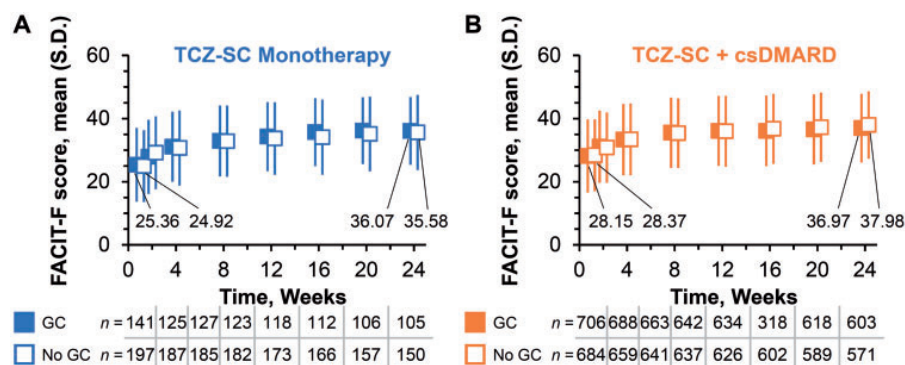 A
TCZ-SC Monotherapy
FACIT-F score, mean (S.D.)
60
40
20
0
25.36 24.92 36.07 35.58
0 4 8 12 16 20 24
Time, Weeks
GC n = 141 125 127 123 118 112 106 105
No GC n = 197 187 185 182 173 166 157 150
B
TCZ-SC + csDMARD
FACIT-F score, mean (S.D.)
60
40
20
0
28.15 28.37 36.97 37.98
0 4 8 12 16 20 24
Time, Weeks
GC n = 706 688 663 642 634 318 618 603
No GC n = 684 659 641 637 626 602 589 571